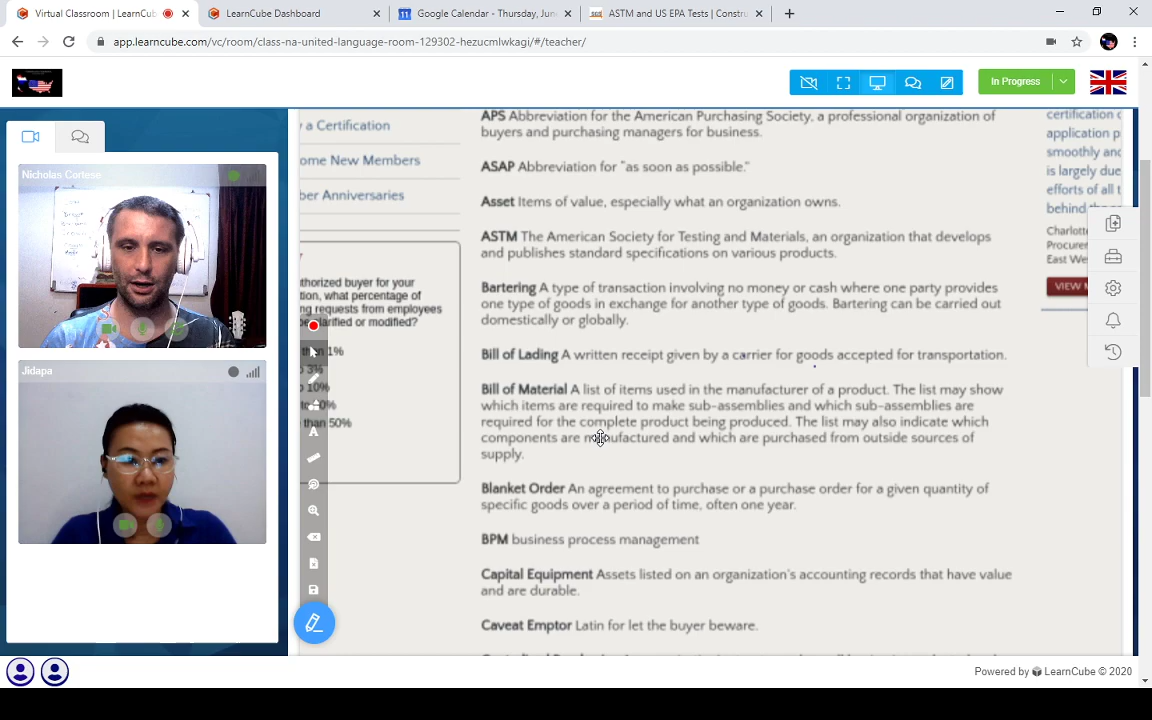 Virtual Classroom | LearnCub
LearnCube Dashboard
Google Calendar - Thursday, Jun
ASTM and US EPA Tests | Constru
app.learncube.com/vc/room/class-na-united-language-room-129302-hezucmlwkagi/#/teacher/
In Progress
Nicholas Cortese
Jidapa
a Certification
ome New Members
ber Anniversaries
thorized buyer for your
tion, what percentage of
ng requests from employees
be clarified or modified?
than 1%
3%
10%
than 50%
APS Abbreviation for the American Purchasing Society, a professional organization of
buyers and purchasing managers for business.
ASAP Abbreviation for "as soon as possible."
Asset Items of value, especially what an organization owns.
ASTM The American Society for Testing and Materials, an organization that develops
and publishes standard specifications on various products.
Bartering A type of transaction involving no money or cash where one party provides
one type of goods in exchange for another type of goods. Bartering can be carried out
domestically or globally.
Bill of Lading A written receipt given by a carrier for goods accepted for transportation.
Bill of Material A list of items used in the manufacturer of a product. The list may show
which items are required to make sub-assemblies and which sub-assemblies are
required for the complete product being produced. The list may also indicate which
components are manufactured and which are purchased from outside sources of
supply.
Blanket Order An agreement to purchase or a purchase order for a given quantity of
specific goods over a period of time, often one year.
BPM business process management
Capital Equipment Assets listed on an organization's accounting records that have value
and are durable.
Caveat Emptor Latin for let the buyer beware.
certification
application p
smoothly and
is largely due
efforts of all t
behind
Charlott
Procure
East We
VIEW M
Powered by LearnCube © 2020